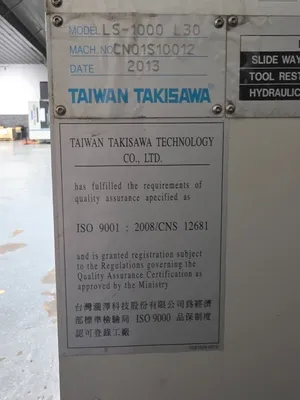 MODEL LS-1000 L30
MACH.NO CN01S10012
DATE 2013
TAIWAN TAKISAWA
SLIDE WAY
TOOL REST
HYDRAULIC
TAIWAN TAKISAWA TECHNOLOGY
CO., LTD.
has fulfilled the requirements of
quality assurance apecified as
ISO 9001 : 2008/CNS 12681
and is granted registration subject
to the Regulations governing the
Quality Assurance Certification as
approved by the Ministry
台灣瀧澤科技股份有限公司為經濟
部標準檢驗局 ISO 9000 品保制度
認可登錄工廠